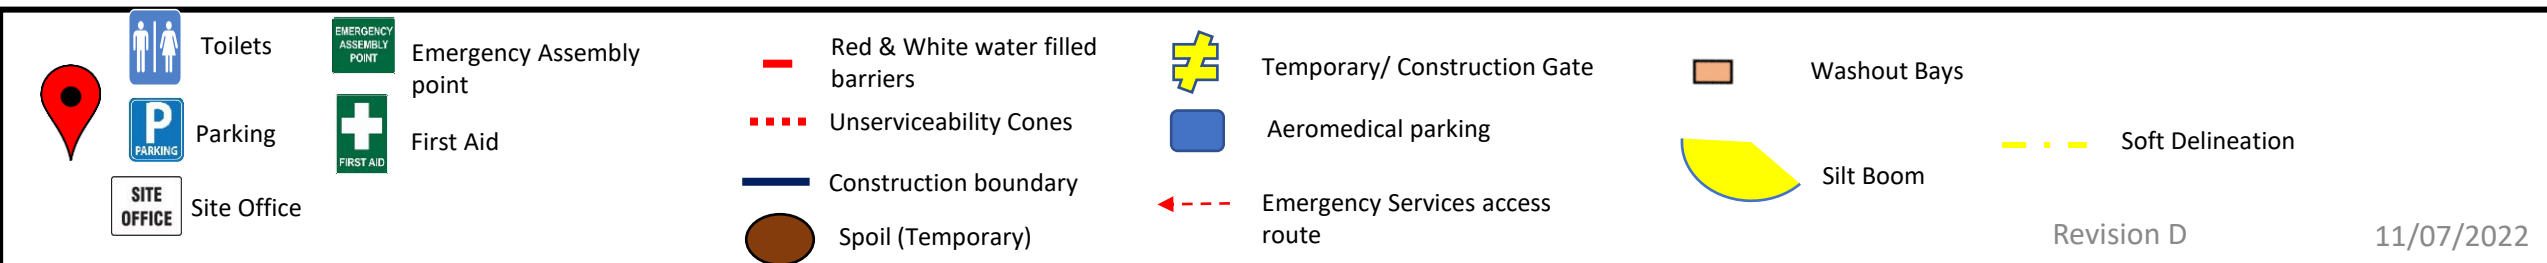 Toilets
PARKING
Parking
SITE
OFFICE
Site Office
EMERGENCY
ASSEMBLY
POINT
Emergency Assembly
point
FIRST AID
First Aid
Red & White water filled
barriers
Unserviceability Cones
Construction boundary
Spoil (Temporary)
Temporary/ Construction Gate
Aeromedical parking
Emergency Services access
route
Washout Bays
Silt Boom
Soft Delineation
Revision D
11/07/2022